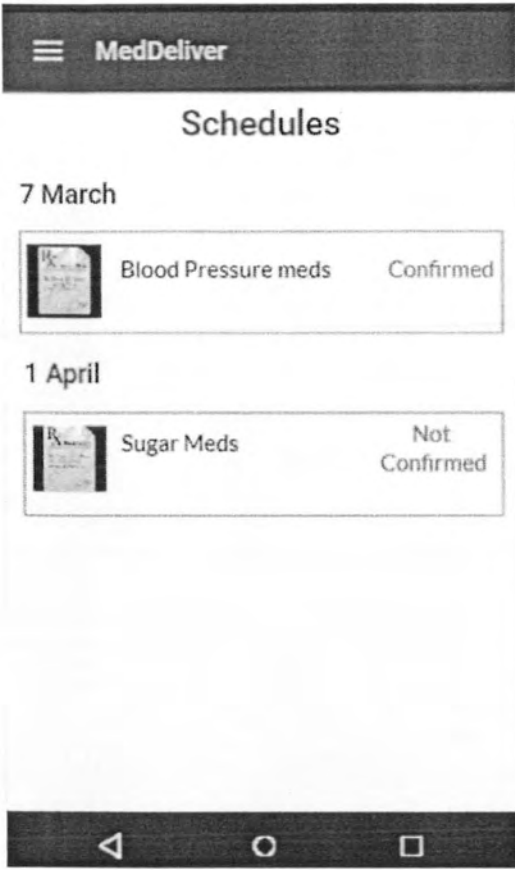 MedDeliver
Schedules
7 March
Blood Pressure meds
Confirmed
1 April
Sugar Meds
Not
Confirmed